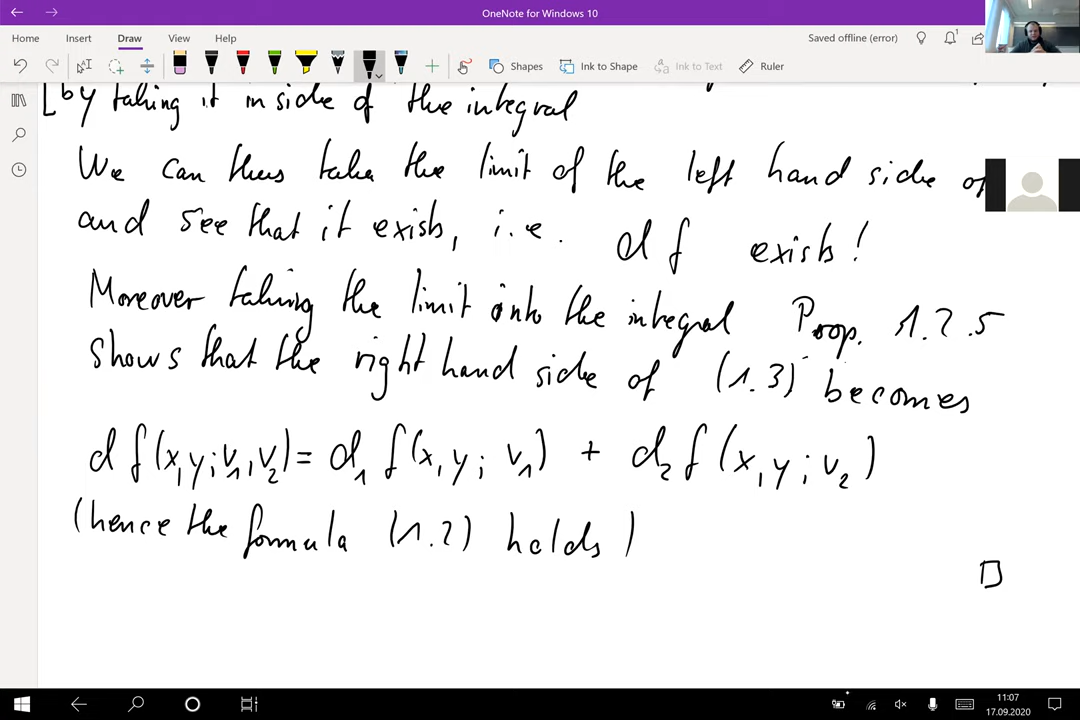 OneNote for Windows 10
Home Insert Draw View Help Saved offline (error)
Shapes Ink to Shape Ink to Text Ruler
[by taking it inside of the integral
We can thus take the limit of the left hand side of
and see that it exists, i.e. df exists!
Moreover taking the limit into the integral Prop. 1.2.5
shows that the right hand side of (1.3) becomes
df(x,y;v₁,v₂) = d₁f(x,y;v₁) + d₂f(x,y;v₂)
(hence the formula (1.2) holds)
□
11:07
17.09.2020